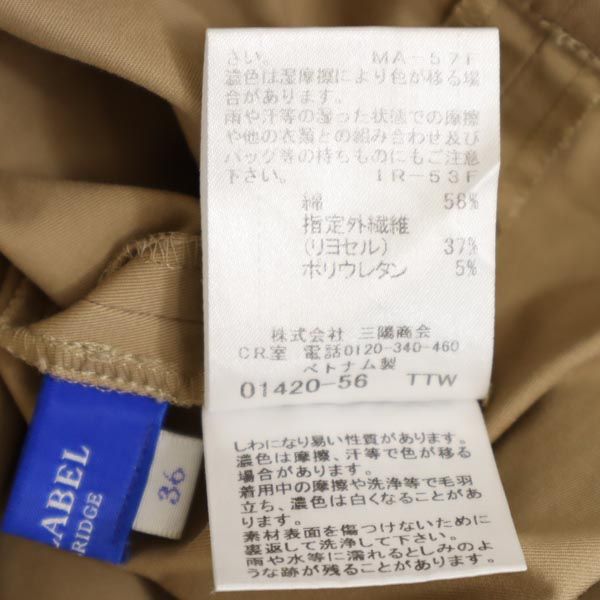 さい。 MA-57F
濃色は湿摩擦により色が移る場
合があります。
雨や汗等の湿った状態での摩擦
や他の衣類との組み合わせ及び
バッグ等の持ちものにもご注意
下さい。 IR-53F
綿 58%
指定外繊維
(リヨセル) 37%
ポリウレタン 5%
株式会社 三陽商会
CR室 電話0120-340-460
ベトナム製
01420-56 TTW
しわになり易い性質があります。
濃色は摩擦、汗等で色が移る
場合があります。
着用中の摩擦や洗浄等で毛羽
立ち、濃色は白くなることがあ
ります。
素材表面を傷つけないために
裏返して洗浄して下さい。
雨や水等に濡れるとしみのよ
うな跡が残ることがあります。
LABEL
RIDGE
36